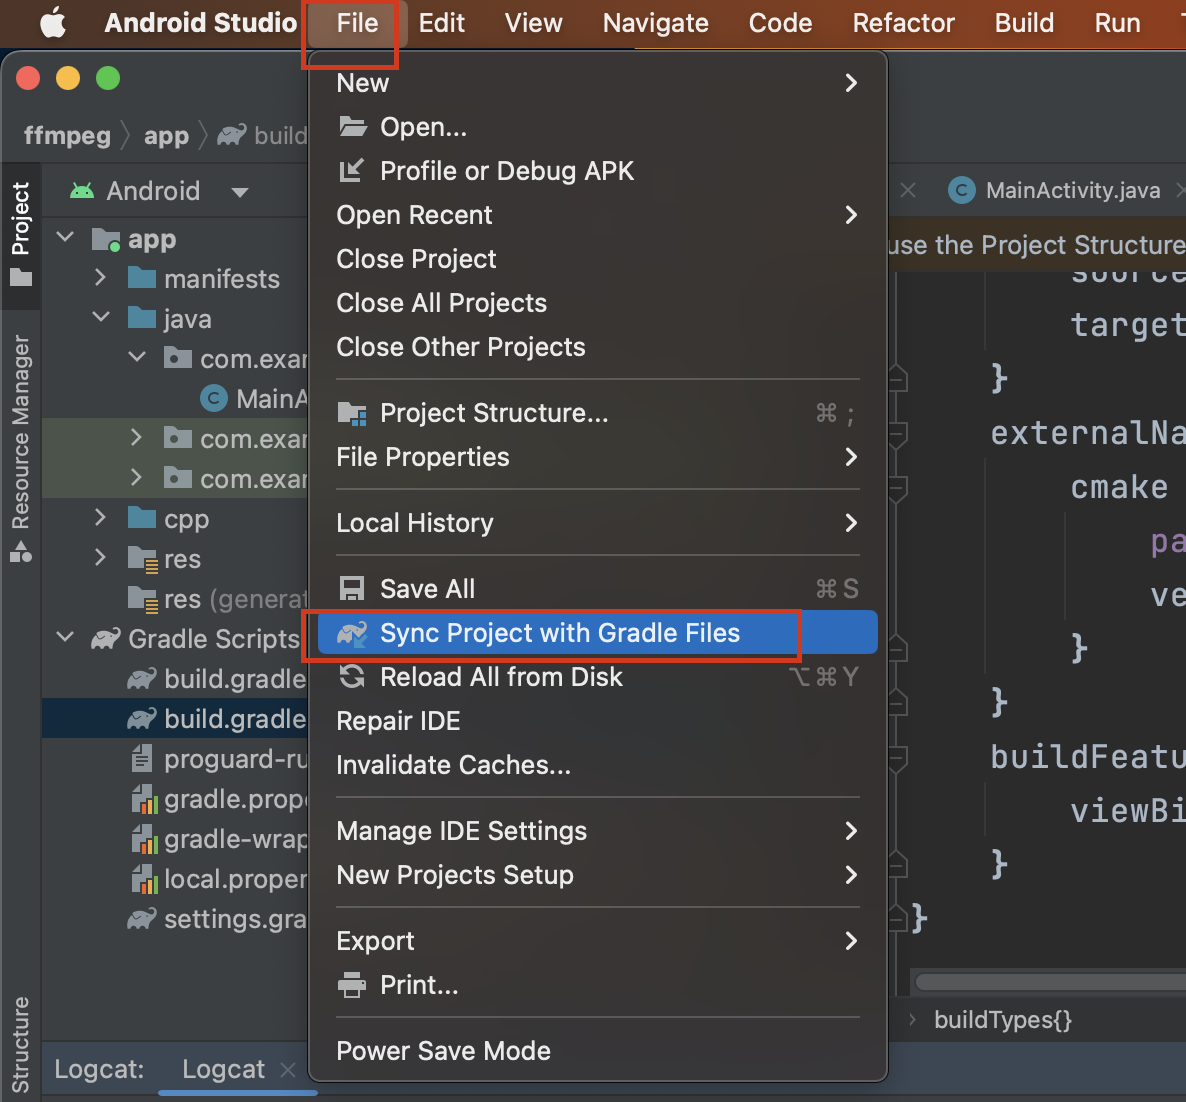 Android Studio File Edit View Navigate Code Refactor Build Run
ffmpeg app build
Project
Resource Manager
Structure
Android
app
manifests
java
com.exar
MainA
com.exar
com.exar
cpp
res
res (generat
Gradle Scripts
build.gradle
build.gradle
proguard-ru
gradle.prope
gradle-wrap
local.proper
settings.gra
Logcat: Logcat
New
Open...
Profile or Debug APK
Open Recent
Close Project
Close All Projects
Close Other Projects
Project Structure... ⌘ ;
File Properties
Local History
Save All ⌘ S
Sync Project with Gradle Files
Reload All from Disk ⌥⌘Y
Repair IDE
Invalidate Caches...
Manage IDE Settings
New Projects Setup
Export
Print...
Power Save Mode
C MainActivity.java
use the Project Structure
source
target
}
externalNa
cmake
pa
ve
}
}
buildFeatu
viewBi
}
}
buildTypes{}